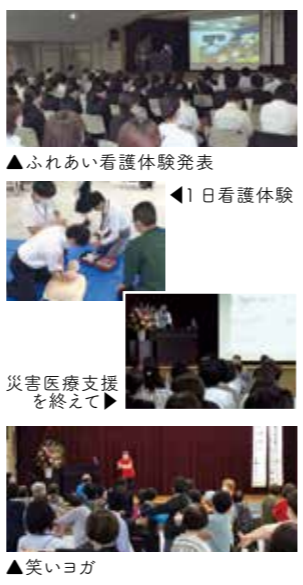 ▲ふれあい看護体験発表
◀1日看護体験
災害医療支援
を終えて▶
▲笑いヨガ